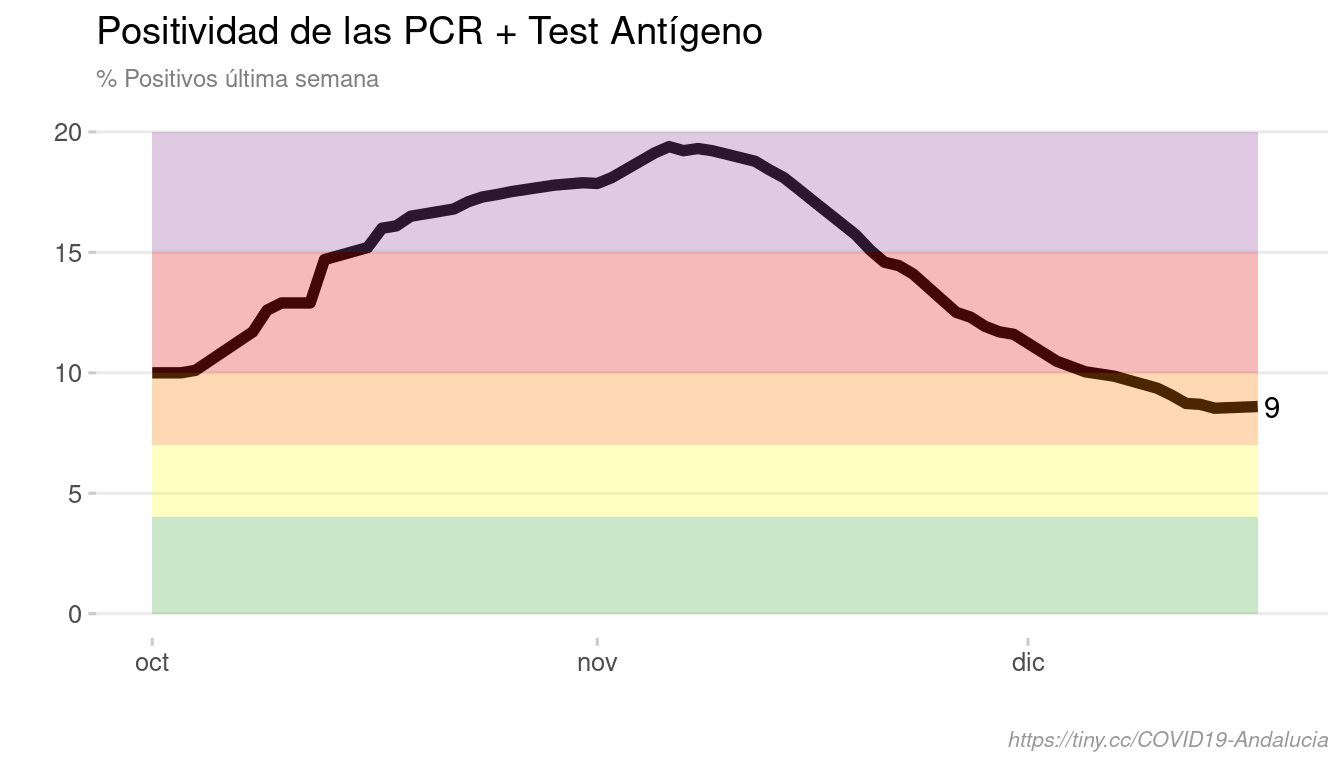 Positividad de las PCR + Test Antígeno
% Positivos última semana
20
15
10
9
5
0
oct nov dic
https://tiny.cc/COVID19-Andalucia